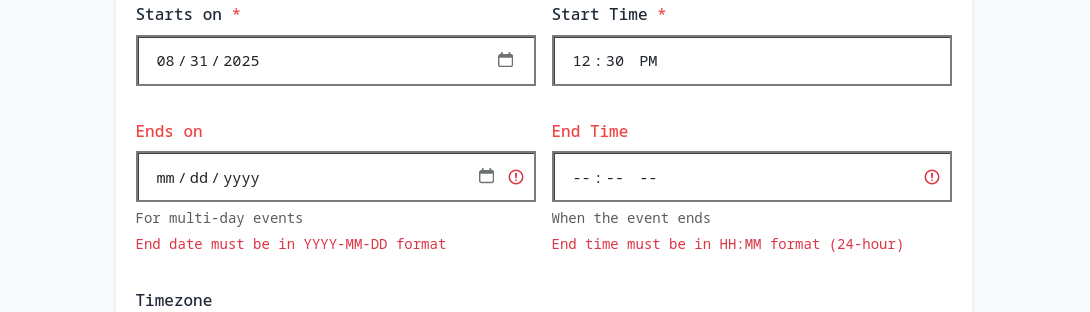 Starts on * Start Time *
08/31/2025 12:30 PM
Ends on End Time
mm/dd/yyyy --:-- --
For multi-day events When the event ends
End date must be in YYYY-MM-DD format End time must be in HH:MM format (24-hour)
Timezone